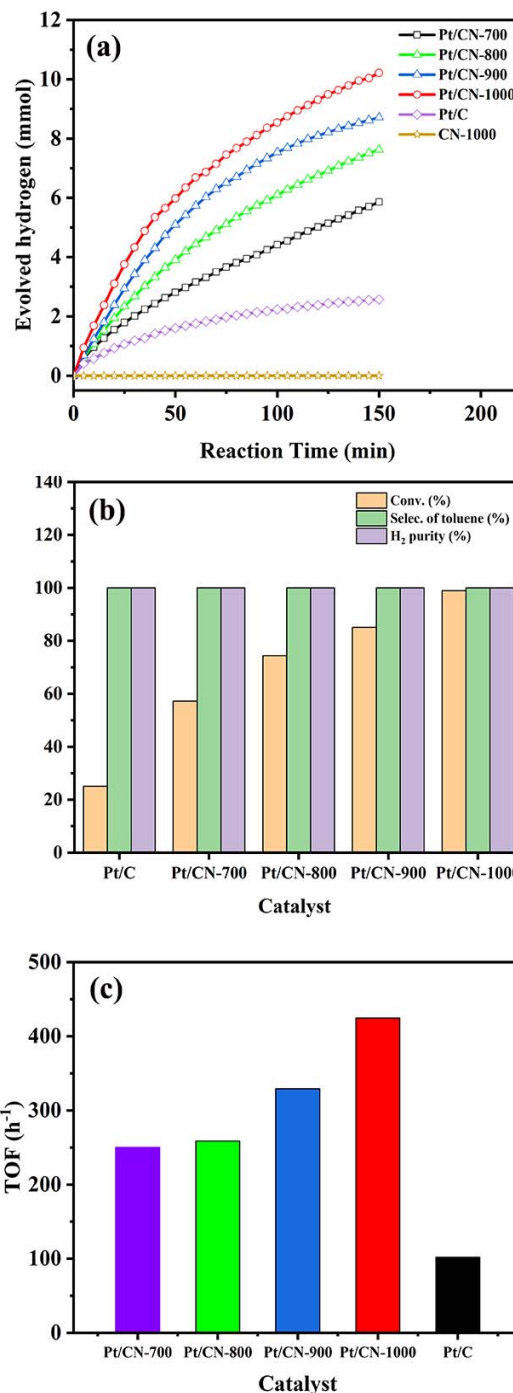 (a)
Pt/CN-700
Pt/CN-800
Pt/CN-900
Pt/CN-1000
Pt/C
CN-1000
12
10
8
6
4
2
0
Evolved hydrogen (mmol)
0 50 100 150 200
Reaction Time (min)
(b)
Conv. (%)
Selec. of toluene (%)
H₂ purity (%)
140
120
100
80
60
40
20
0
Pt/C Pt/CN-700 Pt/CN-800 Pt/CN-900 Pt/CN-1000
Catalyst
(c)
500
400
300
200
100
0
TOF (h⁻¹)
Pt/CN-700 Pt/CN-800 Pt/CN-900 Pt/CN-1000 Pt/C
Catalyst